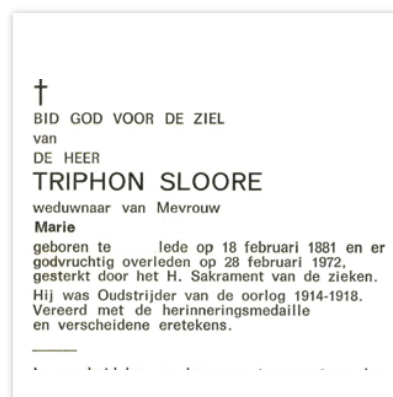 BID GOD VOOR DE ZIEL
van
DE HEER
TRIPHON SLOORE
weduwnaar van Mevrouw
Marie
geboren te lede op 18 februari 1881 en er
godvruchtig overleden op 28 februari 1972,
gesterkt door het H. Sakrament van de zieken.
Hij was Oudstrijder van de oorlog 1914-1918.
Vereerd met de herinneringsmedaille
en verscheidene eretekens.